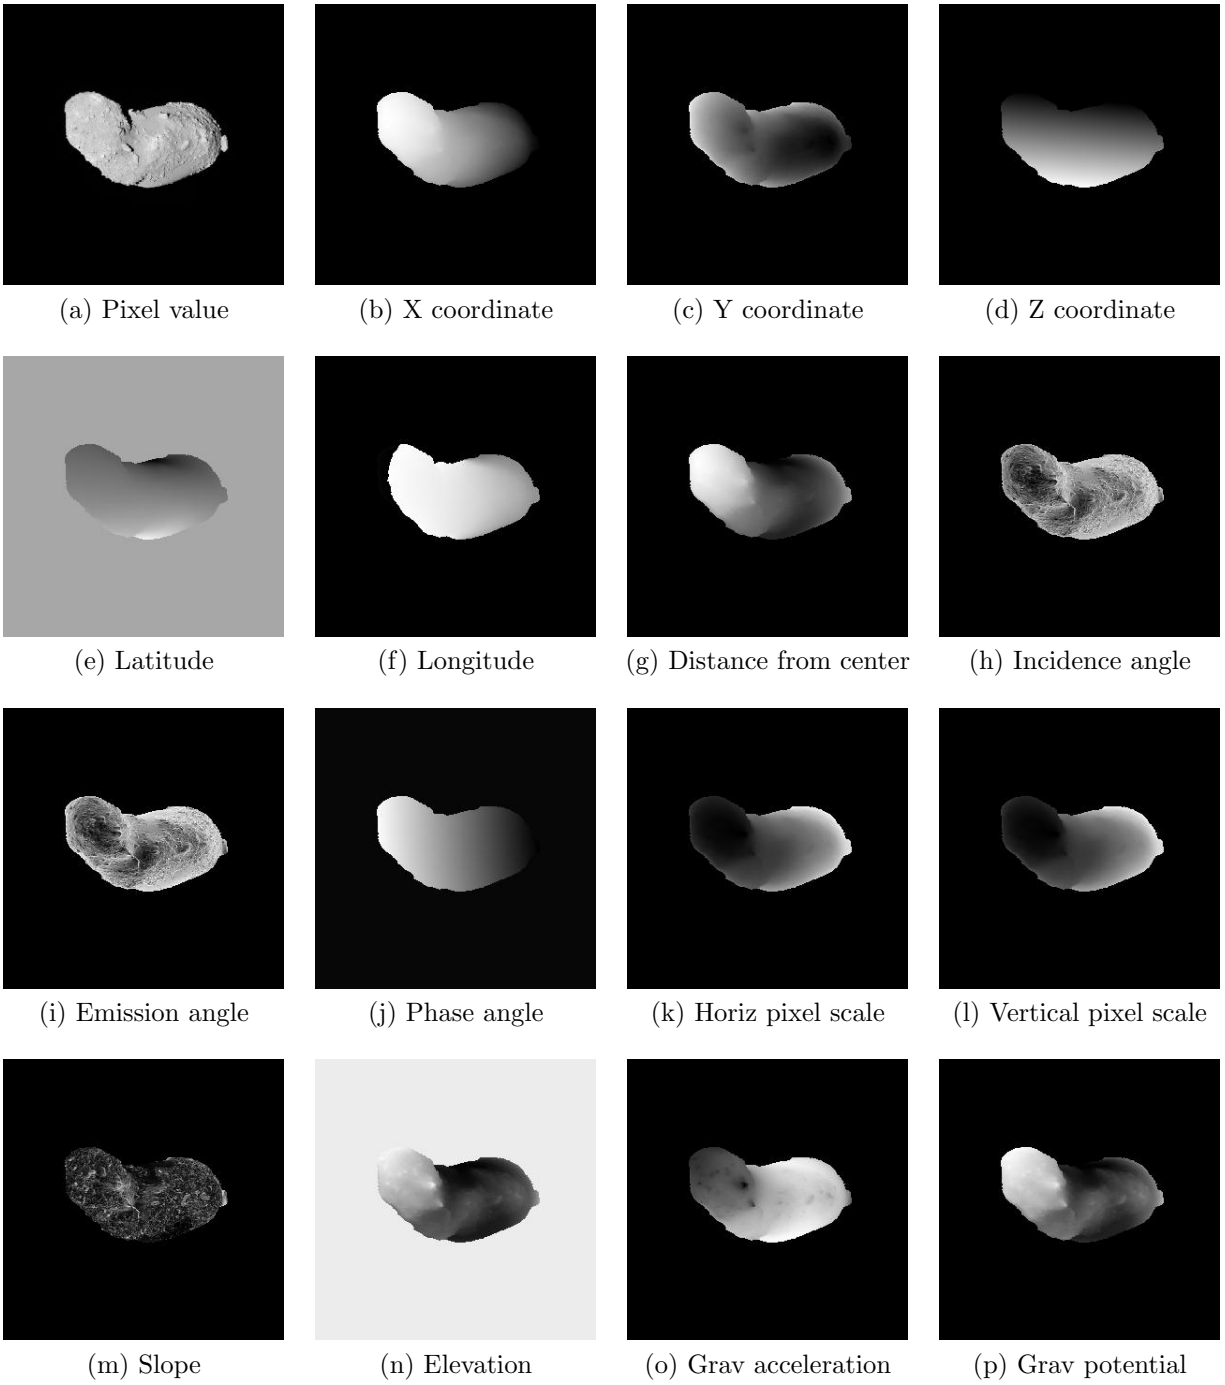 (a) Pixel value
(b) X coordinate
(c) Y coordinate
(d) Z coordinate
(e) Latitude
(f) Longitude
(g) Distance from center
(h) Incidence angle
(i) Emission angle
(j) Phase angle
(k) Horiz pixel scale
(l) Vertical pixel scale
(m) Slope
(n) Elevation
(o) Grav acceleration
(p) Grav potential